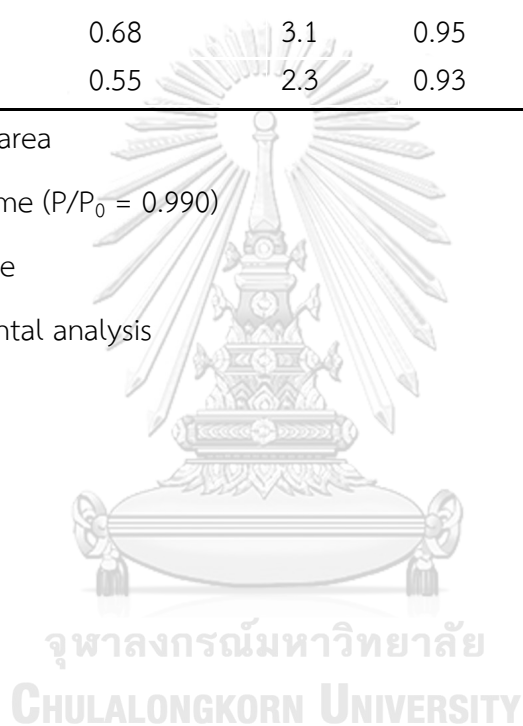 0.68 3.1 0.95
0.55 2.3 0.93
area
me (P/P₀ = 0.990)
e
ntal analysis
จุฬาลงกรณ์มหาวิทยาลัย
CHULALONGKORN UNIVERSITY